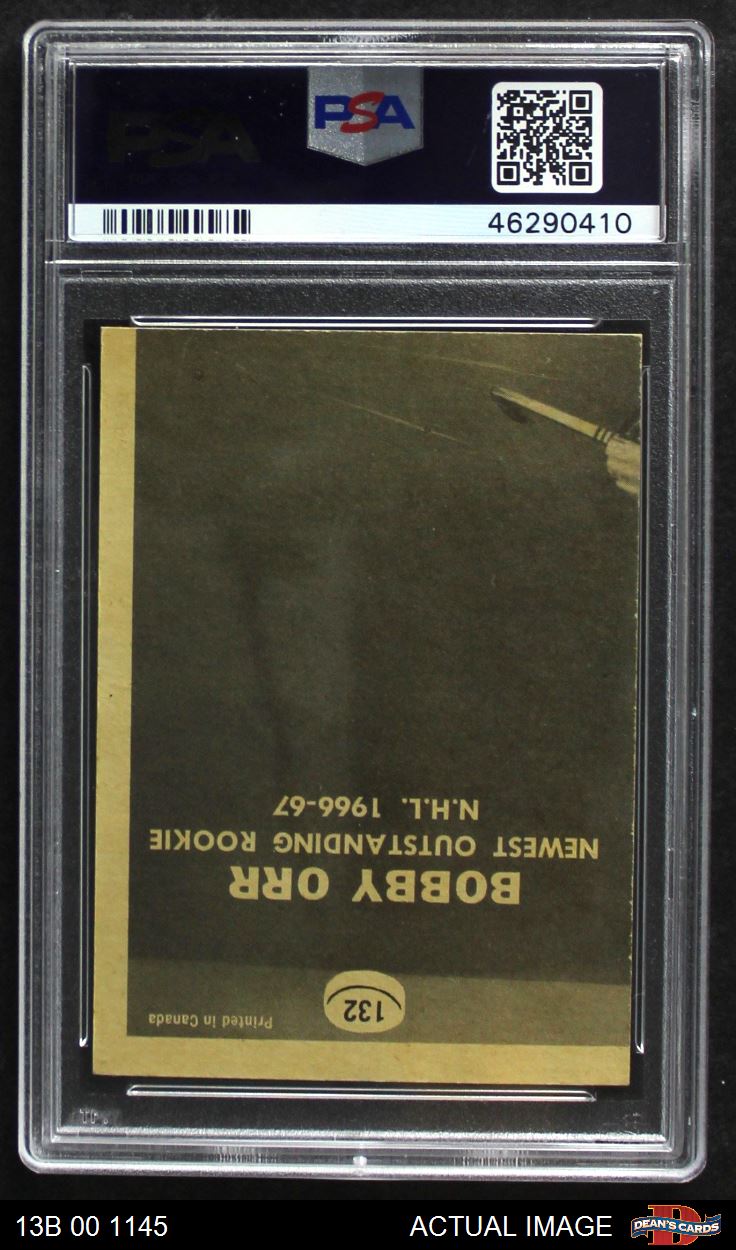 PSA
PSA
46290410
132
Printed in Canada
BOBBY ORR
NEWEST OUTSTANDING ROOKIE
N.H.L. 1966-67
13B 00 1145
ACTUAL IMAGE
DEAN'S CARDS